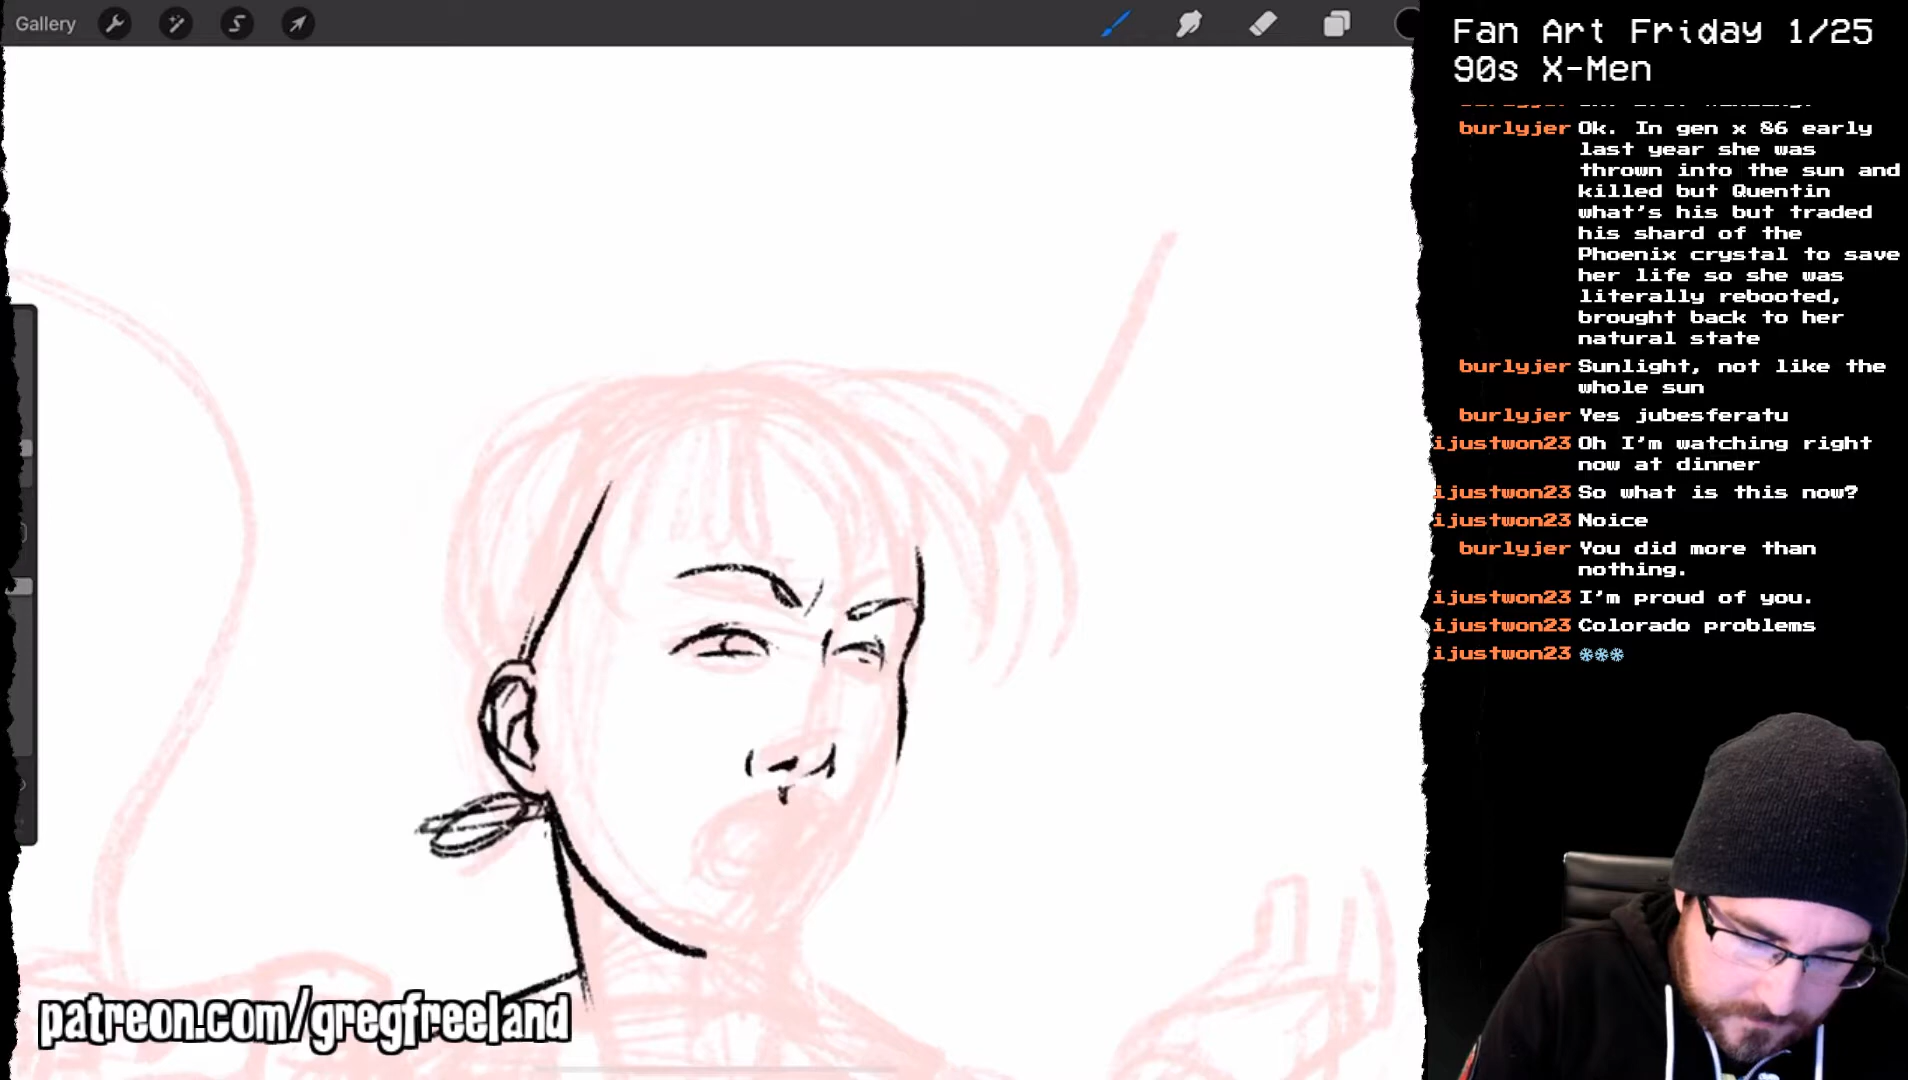 Gallery
Fan Art Friday 1/25
90s X-Men
burlyjer Ok. In gen x 86 early
last year she was
thrown into the sun and
killed but Quentin
what's his but traded
his shard of the
Phoenix crystal to save
her life so she was
literally rebooted,
brought back to her
natural state
burlyjer Sunlight, not like the
whole sun
burlyjer Yes jubesferatu
ijustwon23 Oh I'm watching right
now at dinner
ijustwon23 So what is this now?
ijustwon23 Noice
burlyjer You did more than
nothing.
ijustwon23 I'm proud of you.
ijustwon23 Colorado problems
ijustwon23 ❄❄❄
patreon.com/gregfreeland